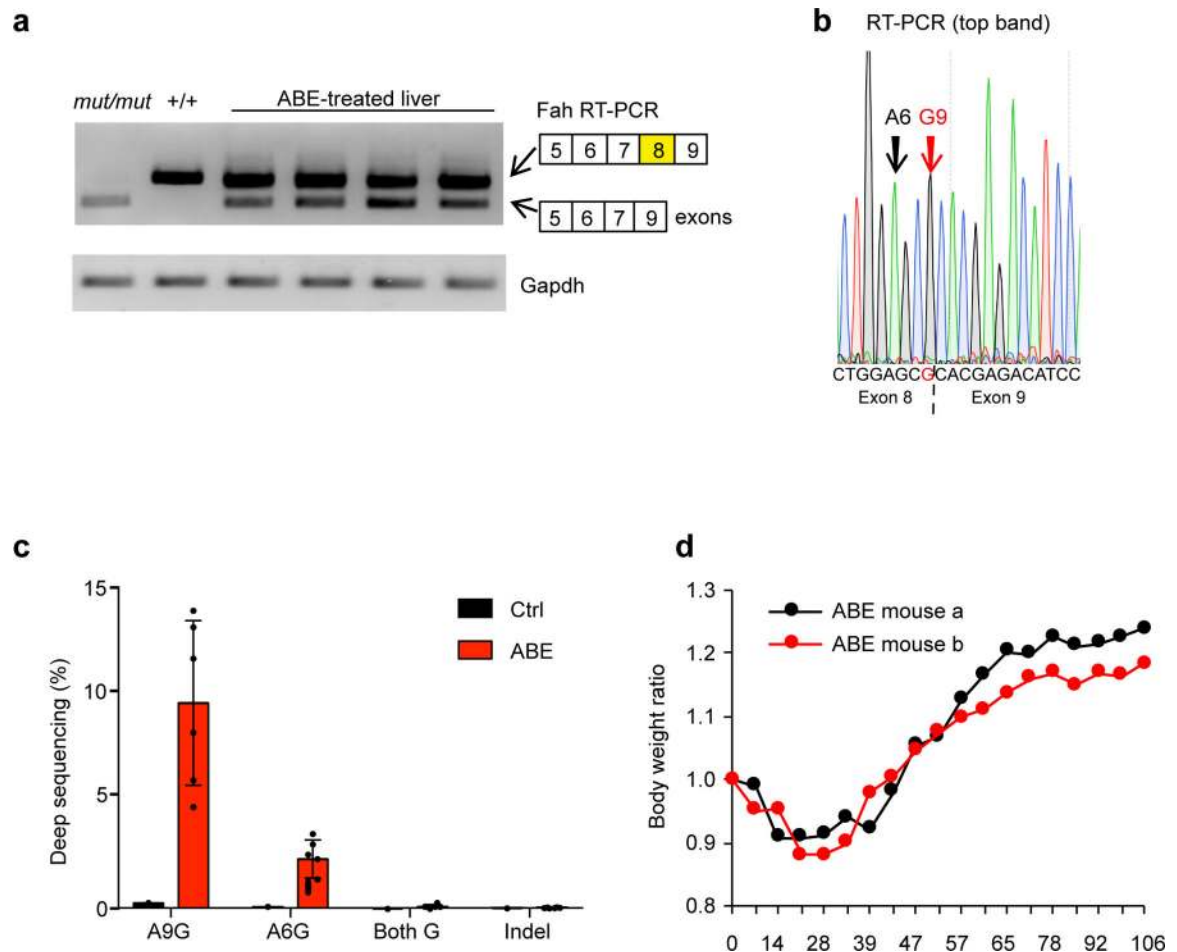 a
mut/mut +/+ ABE-treated liver
Fah RT-PCR
5 6 7 8 9
5 6 7 9 exons
Gapdh
b
RT-PCR (top band)
A6 G9
CTGGAGCGCACGAGACATCC
Exon 8 Exon 9
c
Deep sequencing (%)
15
10
5
0
Ctrl
ABE
A9G A6G Both G Indel
d
Body weight ratio
1.3
1.2
1.1
1.0
0.9
0.8
ABE mouse a
ABE mouse b
0 14 28 39 47 57 65 78 92 106